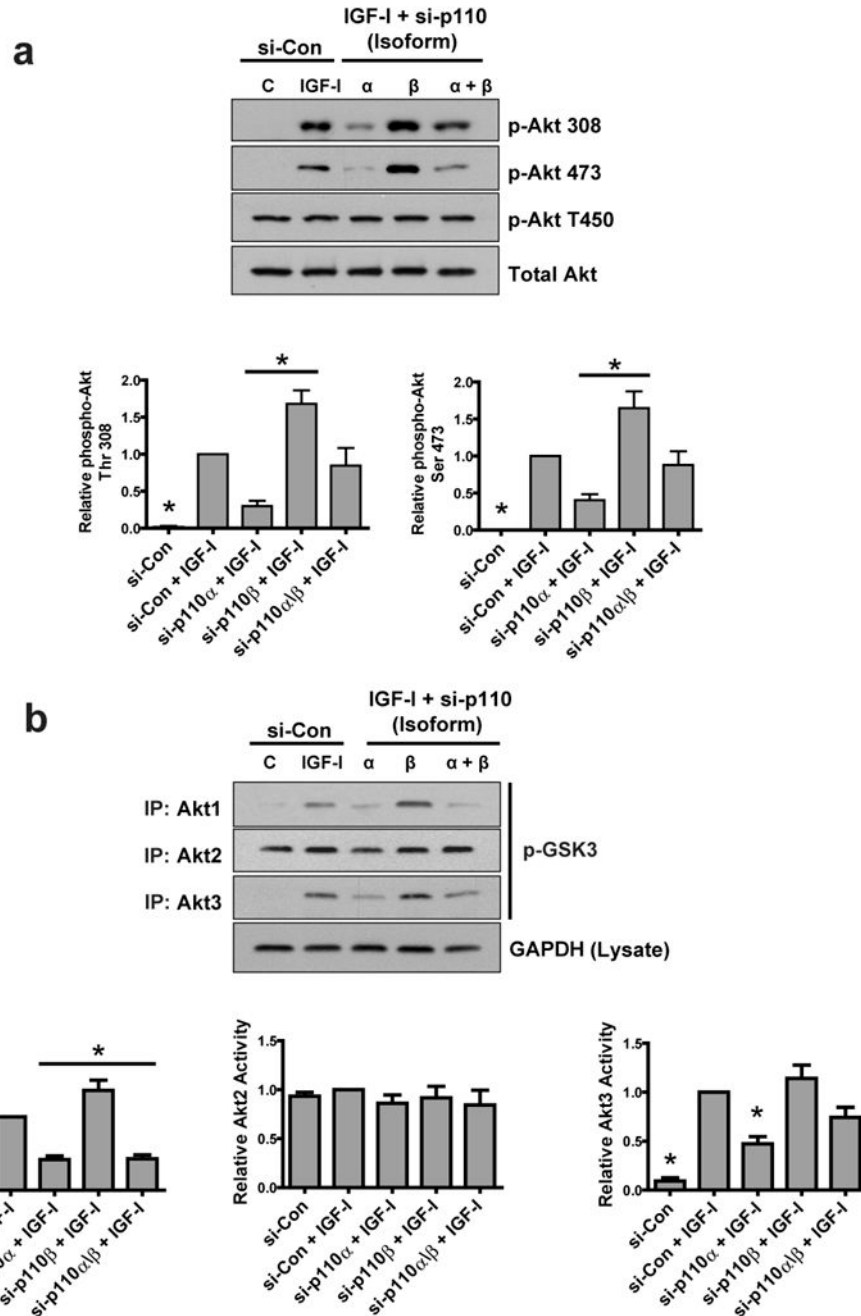 a
si-Con
IGF-I + si-p110
(Isoform)
C IGF-I α β α + β
p-Akt 308
p-Akt 473
p-Akt T450
Total Akt
Relative phospho-Akt
Thr 308
2.0
1.5
1.0
0.5
0.0
*
*
si-Con
si-Con + IGF-I
si-p110α + IGF-I
si-p110β + IGF-I
si-p110α\β + IGF-I
Relative phospho-Akt
Ser 473
2.0
1.5
1.0
0.5
0.0
*
*
si-Con
si-Con + IGF-I
si-p110α + IGF-I
si-p110β + IGF-I
si-p110α\β + IGF-I
b
si-Con
IGF-I + si-p110
(Isoform)
C IGF-I α β α + β
IP: Akt1
IP: Akt2
IP: Akt3
p-GSK3
GAPDH (Lysate)
*
α + IGF-I
si-p110β + IGF-I
si-p110α\β + IGF-I
Relative Akt2 Activity
1.5
1.0
0.5
0.0
si-Con
si-Con + IGF-I
si-p110α + IGF-I
si-p110β + IGF-I
si-p110α\β + IGF-I
Relative Akt3 Activity
1.5
1.0
0.5
0.0
*
*
si-Con
si-Con + IGF-I
si-p110α + IGF-I
si-p110β + IGF-I
si-p110α\β + IGF-I